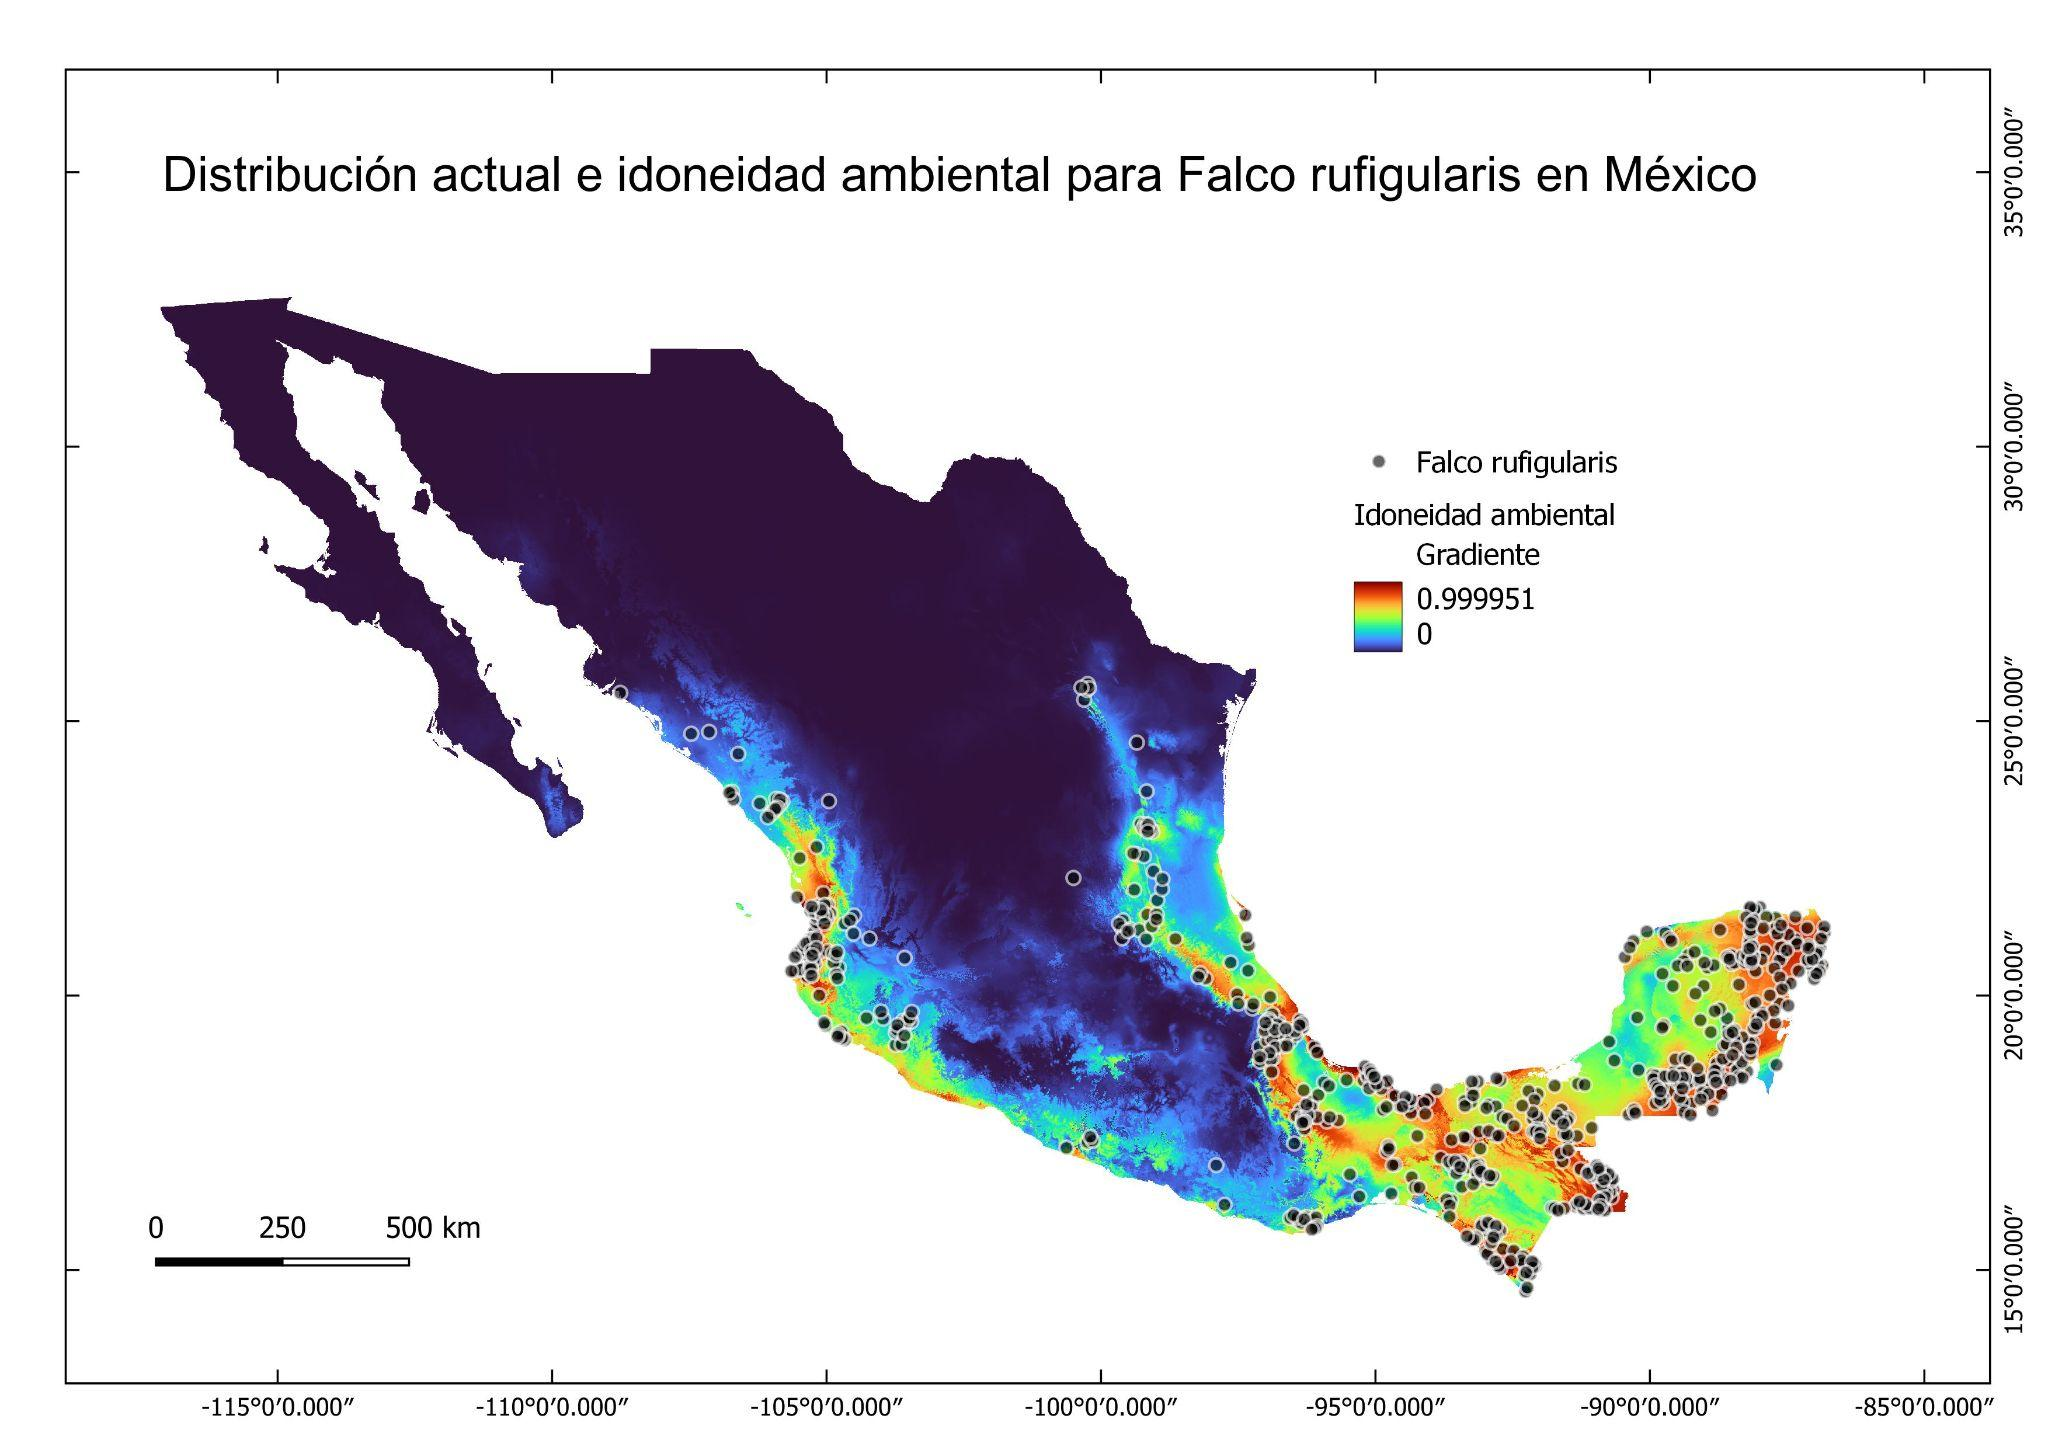 Distribución actual e idoneidad ambiental para Falco rufigularis en México
35°0′0.000″
30°0′0.000″
Falco rufigularis
Idoneidad ambiental
Gradiente
0.999951
0
25°0′0.000″
20°0′0.000″
0 250 500 km
15°0′0.000″
-115°0′0.000″ -110°0′0.000″ -105°0′0.000″ -100°0′0.000″ -95°0′0.000″ -90°0′0.000″ -85°0′0.000″